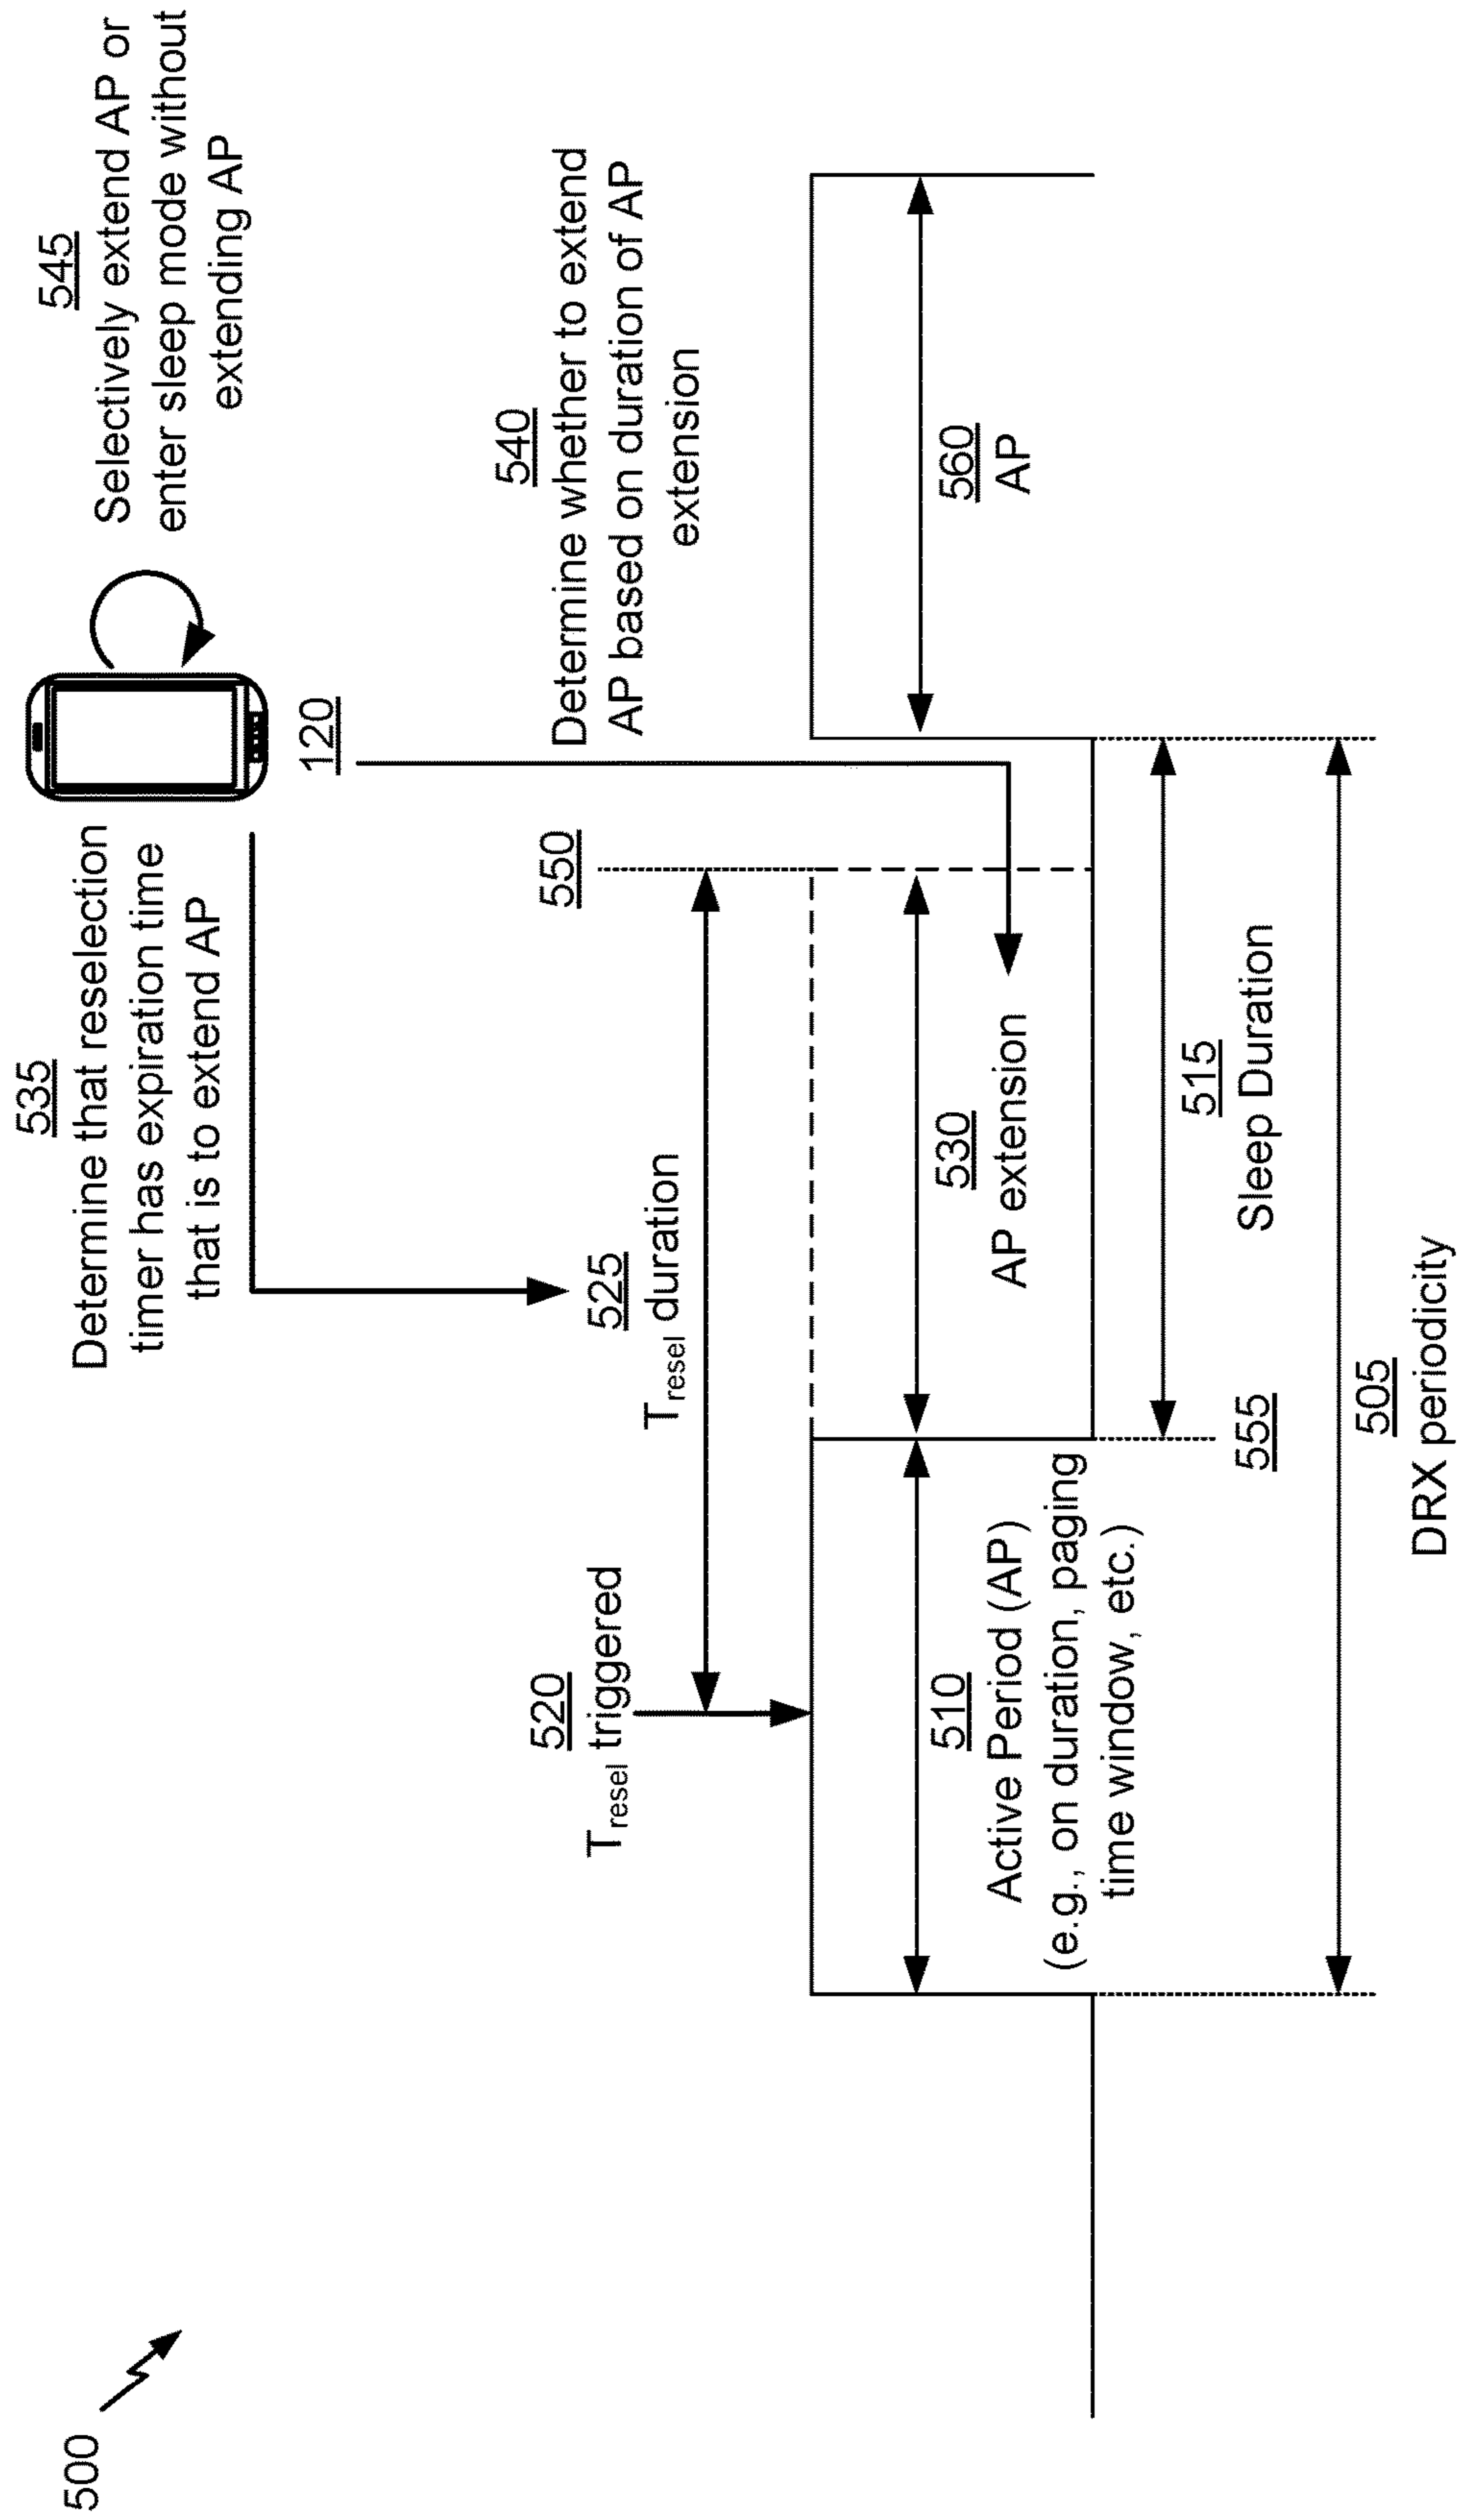 500
535
Determine that reselection
timer has expiration time
that is to extend AP
120
545
Selectively extend AP or
enter sleep mode without
extending AP
520
Tresel triggered
525
Tresel duration
550
540
Determine whether to extend
AP based on duration of AP
extension
510
Active Period (AP)
(e.g., on duration, paging
time window, etc.)
530
AP extension
560
AP
555
515
Sleep Duration
505
DRX periodicity